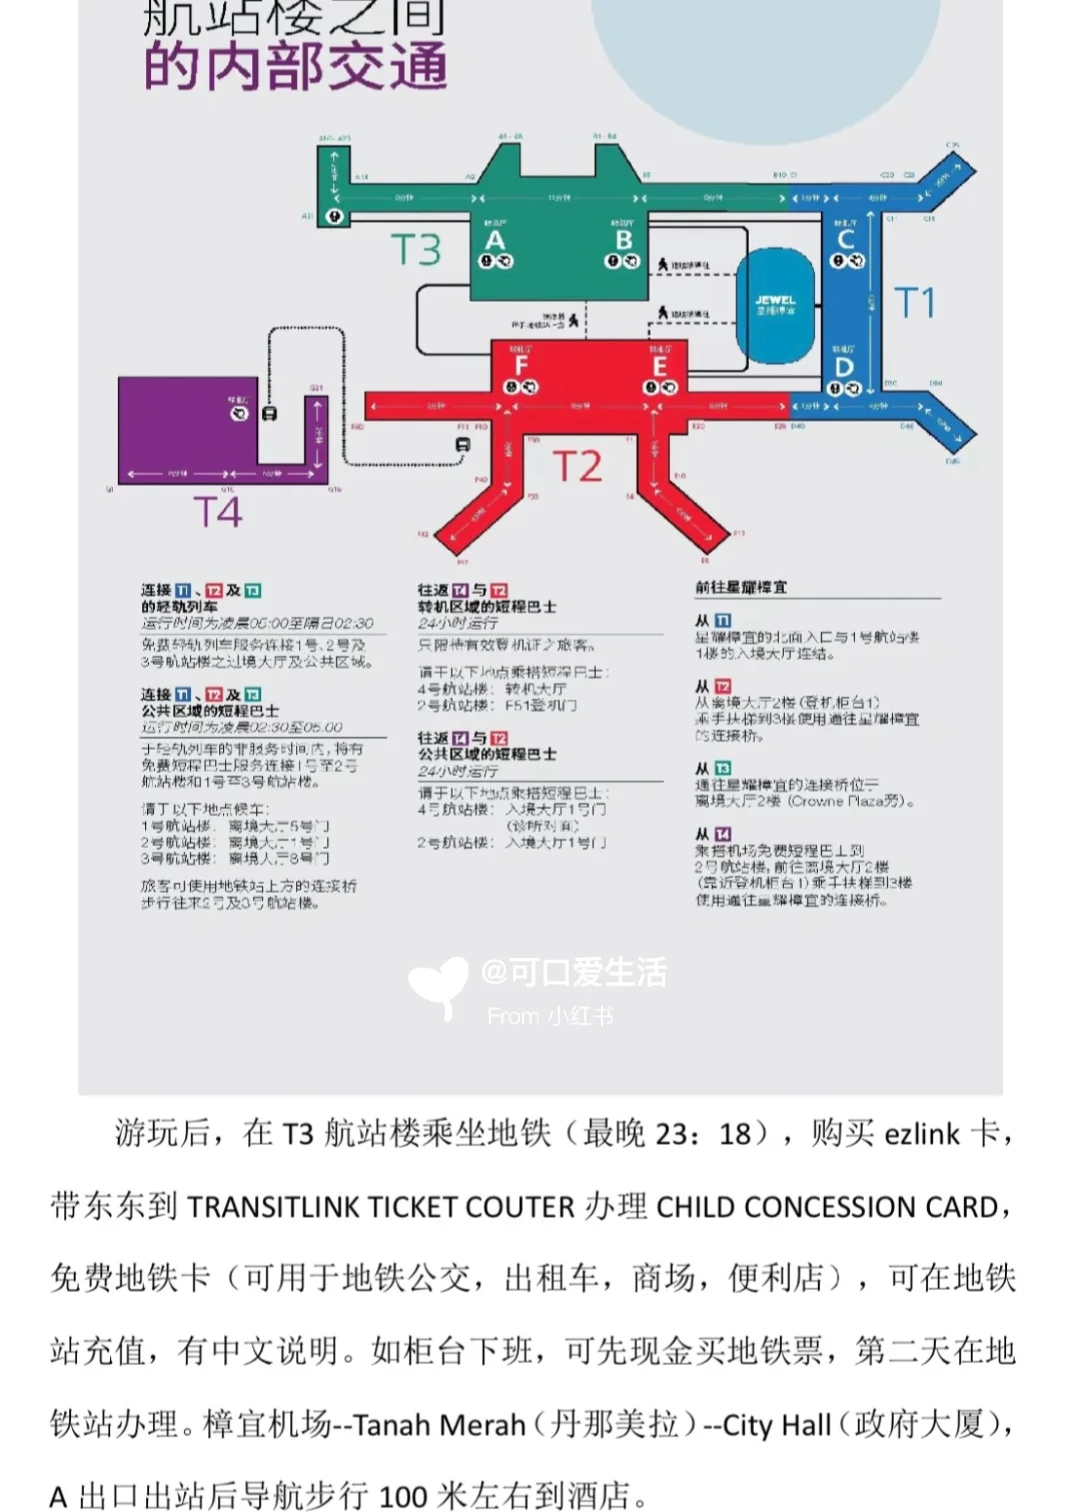 航站楼之间
的内部交通
A
B
C
T3
T1
JEWEL
星耀樟宜
F
E
D
T2
T4
连接 T1、T2 及 T3
的轻轨列车
运行时间为凌晨05:00至隔日02:30
免费轻轨列车服务连接1号、2号及
3号航站楼之过境大厅及公共区域。
连接 T1、T2 及 T3
公共区域的短程巴士
运行时间为凌晨02:30至05.00
于轻轨列车的非服务时间内,将有
免费短程巴士服务连接1号至2号
航站楼和1号至3号航站楼。
请于以下地点候车:
1号航站楼: 离境大厅5号门
2号航站楼: 离境大厅1号门
3号航站楼: 离境大厅8号门
旅客可使用地铁站上方的连接桥
步行往来2号及3号航站楼。
往返 T4 与 T2
转机区域的短程巴士
24小时运行
只限持有效登机证之旅客。
请于以下地点乘搭短程巴士:
4号航站楼: 转机大厅
2号航站楼: F51登机门
往返 T4 与 T2
公共区域的短程巴士
24小时运行
请于以下地点乘搭短程巴士:
4号航站楼: 入境大厅1号门
(诊所对面)
2号航站楼: 入境大厅1号门
前往星耀樟宜
从 T1
星耀樟宜的北面入口与1号航站楼
1楼的入境大厅连结。
从 T2
从离境大厅2楼(登机柜台1)
乘手扶梯到3楼使用通往星耀樟宜
的连接桥。
从 T3
通往星耀樟宜的连接桥位于
离境大厅2楼 (Crowne Plaza旁)。
从 T4
乘搭机场免费短程巴士到
2号航站楼,前往离境大厅2楼
(靠近登机柜台1)乘手扶梯到3楼
使用通往星耀樟宜的连接桥。
@可口爱生活
From 小红书
游玩后，在 T3 航站楼乘坐地铁（最晚 23：18），购买 ezlink 卡，
带东东到 TRANSITLINK TICKET COUTER 办理 CHILD CONCESSION CARD，
免费地铁卡（可用于地铁公交，出租车，商场，便利店），可在地铁
站充值，有中文说明。如柜台下班，可先现金买地铁票，第二天在地
铁站办理。樟宜机场--Tanah Merah（丹那美拉）--City Hall（政府大厦），
A 出口出站后导航步行 100 米左右到酒店。